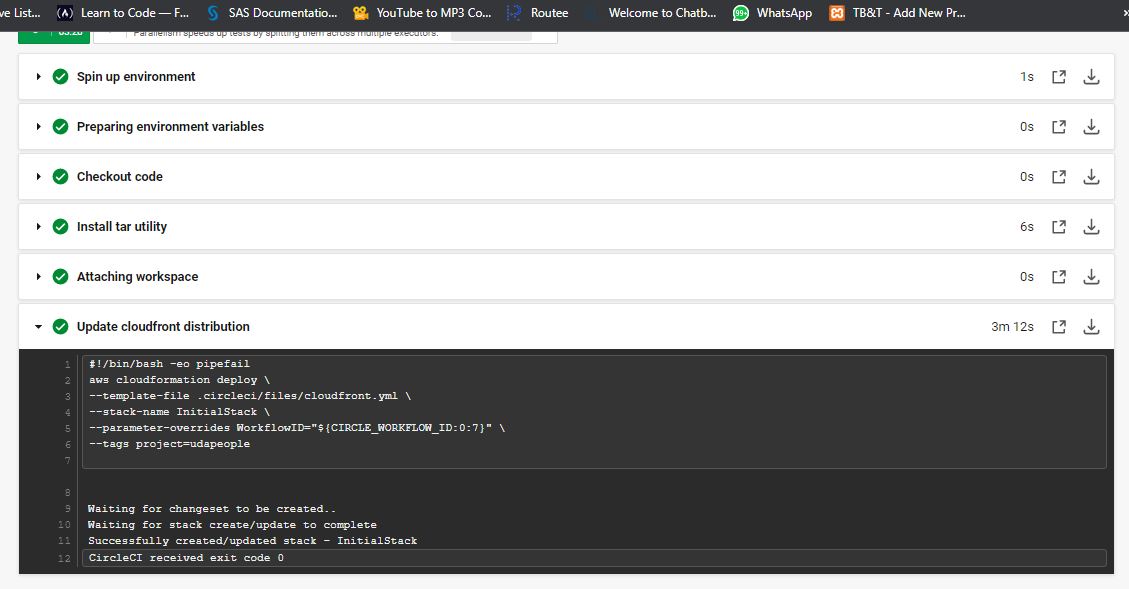 ve List...
Learn to Code — F...
SAS Documentatio...
YouTube to MP3 Co...
Routee
Welcome to Chatb...
99+
WhatsApp
TB&T - Add New Pr...
»
Parallelism speeds up tests by splitting them across multiple executors.
Spin up environment 1s
Preparing environment variables 0s
Checkout code 0s
Install tar utility 6s
Attaching workspace 0s
Update cloudfront distribution 3m 12s
1 #!/bin/bash -eo pipefail
2 aws cloudformation deploy \
3 --template-file .circleci/files/cloudfront.yml \
4 --stack-name InitialStack \
5 --parameter-overrides WorkflowID="${CIRCLE_WORKFLOW_ID:0:7}" \
6 --tags project=udapeople
7
8
9 Waiting for changeset to be created..
10 Waiting for stack create/update to complete
11 Successfully created/updated stack - InitialStack
12 CircleCI received exit code 0